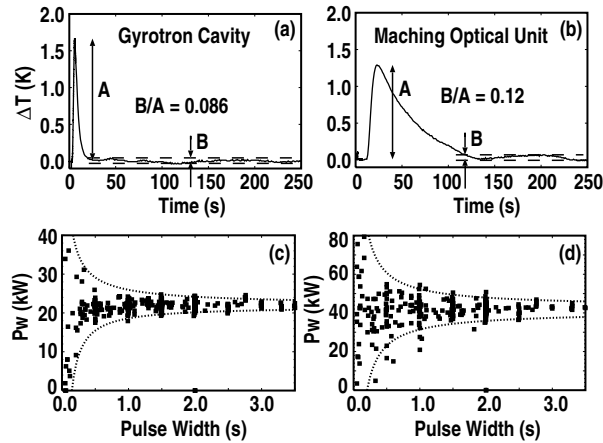 Gyrotron Cavity (a)
ΔT (K)
2.0
1.5
1.0
0.5
0.0
A
B/A = 0.086
B
0 50 100 150 200 250
Time (s)
Maching Optical Unit (b)
2.0
1.5
1.0
0.5
0.0
A
B/A = 0.12
B
0 50 100 150 200 250
Time (s)
(c)
Pw (kW)
40
30
20
10
0
0.0 1.0 2.0 3.0
Pulse Width (s)
(d)
Pw (kW)
80
60
40
20
0
0.0 1.0 2.0 3.0
Pulse Width (s)